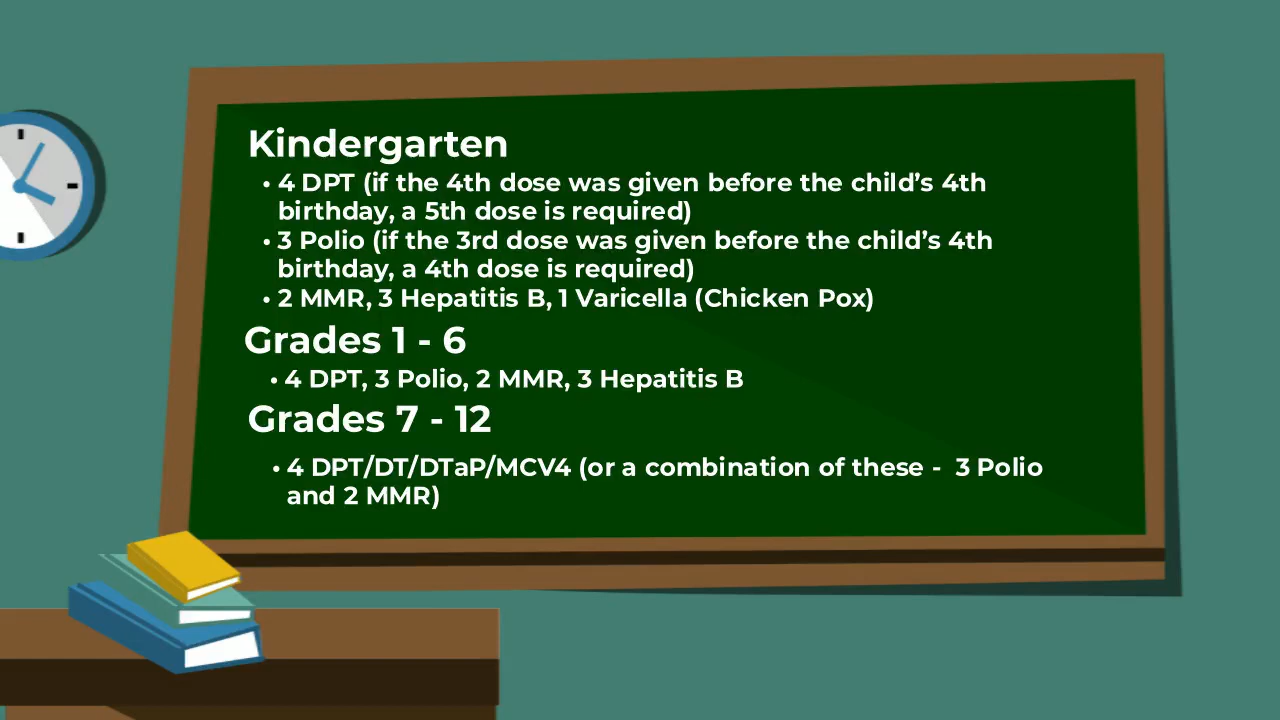 Kindergarten
• 4 DPT (if the 4th dose was given before the child’s 4th
birthday, a 5th dose is required)
• 3 Polio (if the 3rd dose was given before the child’s 4th
birthday, a 4th dose is required)
• 2 MMR, 3 Hepatitis B, 1 Varicella (Chicken Pox)
Grades 1 - 6
• 4 DPT, 3 Polio, 2 MMR, 3 Hepatitis B
Grades 7 - 12
• 4 DPT/DT/DTaP/MCV4 (or a combination of these -  3 Polio
and 2 MMR)